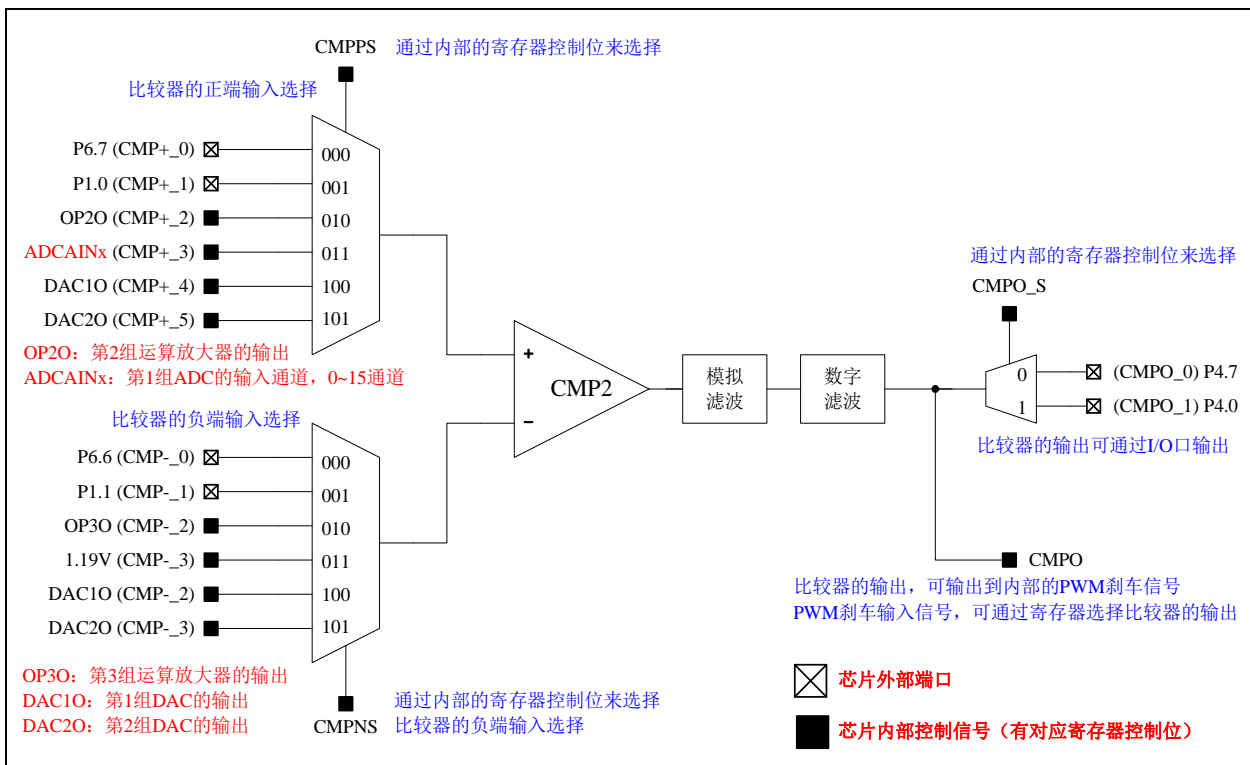 CMPPS 通过内部的寄存器控制位来选择
比较器的正端输入选择
P6.7 (CMP+_0) 000
P1.0 (CMP+_1) 001
OP2O (CMP+_2) 010
ADCAINx (CMP+_3) 011
DAC1O (CMP+_4) 100
DAC2O (CMP+_5) 101
OP2O：第2组运算放大器的输出
ADCAINx：第1组ADC的输入通道，0~15通道
比较器的负端输入选择
P6.6 (CMP-_0) 000
P1.1 (CMP-_1) 001
OP3O (CMP-_2) 010
1.19V (CMP-_3) 011
DAC1O (CMP-_2) 100
DAC2O (CMP-_3) 101
OP3O：第3组运算放大器的输出
DAC1O：第1组DAC的输出
DAC2O：第2组DAC的输出
CMPNS
通过内部的寄存器控制位来选择
比较器的负端输入选择
+
CMP2
−
模拟
滤波
数字
滤波
通过内部的寄存器控制位来选择
CMPO_S
0 (CMPO_0) P4.7
1 (CMPO_1) P4.0
比较器的输出可通过I/O口输出
CMPO
比较器的输出，可输出到内部的PWM刹车信号
PWM刹车输入信号，可通过寄存器选择比较器的输出
芯片外部端口
芯片内部控制信号（有对应寄存器控制位）